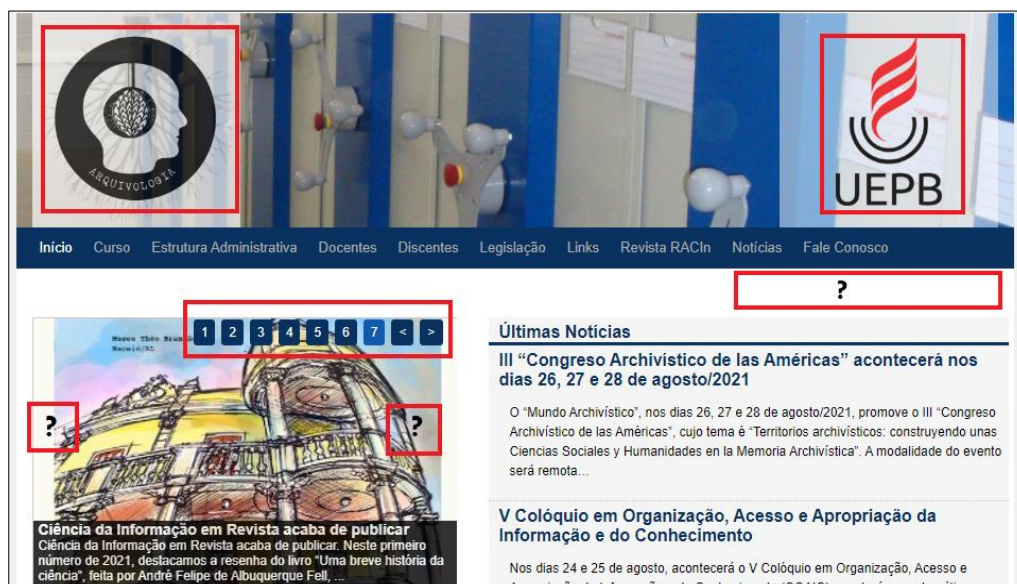 ARQUIVOLOGIA
UEPB
Início Curso Estrutura Administrativa Docentes Discentes Legislação Links Revista RACIn Notícias Fale Conosco
?
1 2 3 4 5 6 7 < >
Museu Théo Brandão
Maceió/AL
? ?
Ciência da Informação em Revista acaba de publicar
Ciência da Informação em Revista acaba de publicar. Neste primeiro
número de 2021, destacamos a resenha do livro "Uma breve história da
ciência", feita por André Felipe de Albuquerque Fell, ...
Últimas Notícias
III “Congreso Archivístico de las Américas” acontecerá nos
dias 26, 27 e 28 de agosto/2021
O “Mundo Archivístico”, nos dias 26, 27 e 28 de agosto/2021, promove o III “Congreso
Archivístico de las Américas”, cujo tema é “Territorios archivísticos: construyendo unas
Ciencias Sociales y Humanidades en la Memoria Archivística”. A modalidade do evento
será remota…
V Colóquio em Organização, Acesso e Apropriação da
Informação e do Conhecimento
Nos dias 24 e 25 de agosto, acontecerá o V Colóquio em Organização, Acesso e